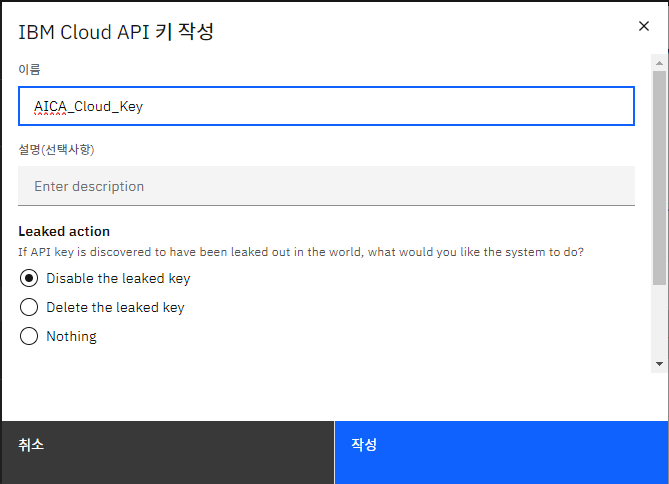 IBM Cloud API 키 작성
이름
AICA_Cloud_Key
설명(선택사항)
Enter description
Leaked action
If API key is discovered to have been leaked out in the world, what would you like the system to do?
Disable the leaked key
Delete the leaked key
Nothing
취소
작성